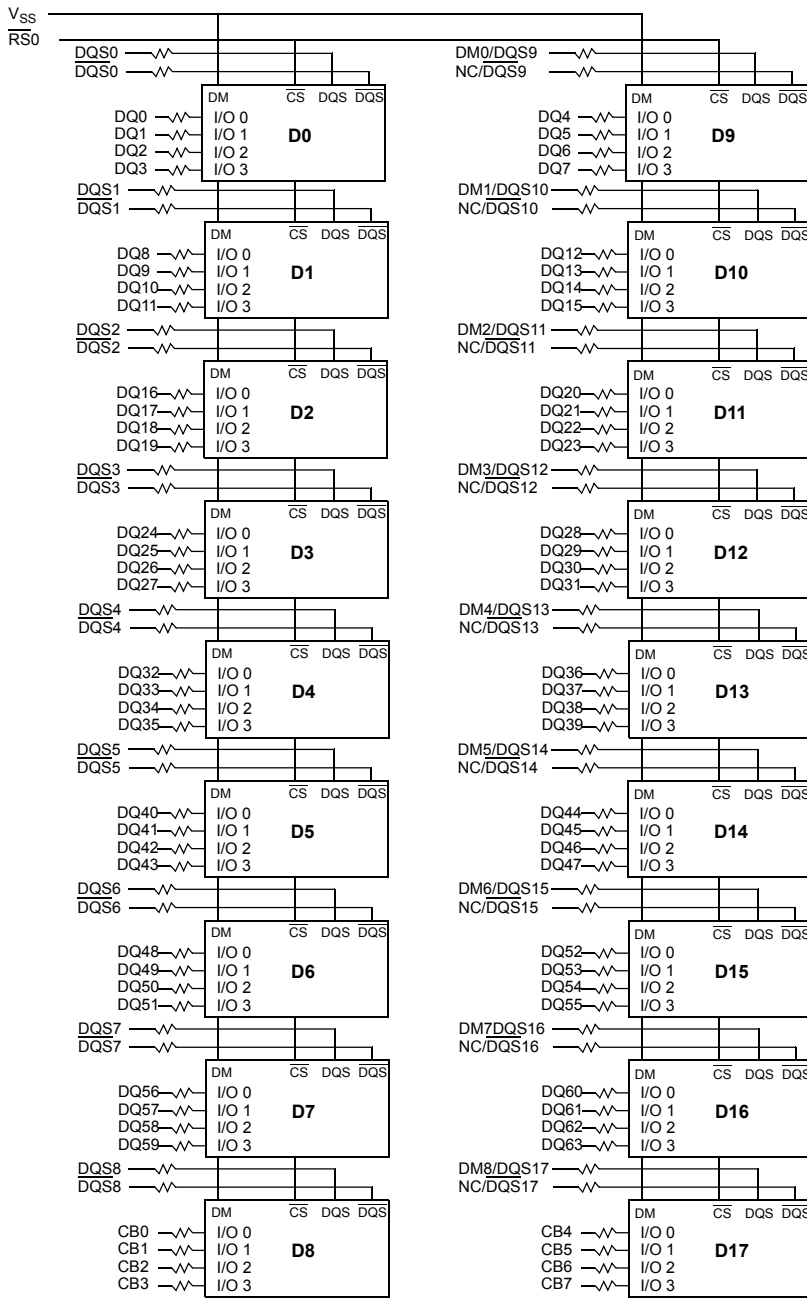 VSS
RS0
DQS0
DQS0
DM CS DQS DQS
DQ0 I/O 0
DQ1 I/O 1 D0
DQ2 I/O 2
DQ3 I/O 3
DQS1
DQS1
DM CS DQS DQS
DQ8 I/O 0
DQ9 I/O 1 D1
DQ10 I/O 2
DQ11 I/O 3
DQS2
DQS2
DM CS DQS DQS
DQ16 I/O 0
DQ17 I/O 1 D2
DQ18 I/O 2
DQ19 I/O 3
DQS3
DQS3
DM CS DQS DQS
DQ24 I/O 0
DQ25 I/O 1 D3
DQ26 I/O 2
DQ27 I/O 3
DQS4
DQS4
DM CS DQS DQS
DQ32 I/O 0
DQ33 I/O 1 D4
DQ34 I/O 2
DQ35 I/O 3
DQS5
DQS5
DM CS DQS DQS
DQ40 I/O 0
DQ41 I/O 1 D5
DQ42 I/O 2
DQ43 I/O 3
DQS6
DQS6
DM CS DQS DQS
DQ48 I/O 0
DQ49 I/O 1 D6
DQ50 I/O 2
DQ51 I/O 3
DQS7
DQS7
DM CS DQS DQS
DQ56 I/O 0
DQ57 I/O 1 D7
DQ58 I/O 2
DQ59 I/O 3
DQS8
DQS8
DM CS DQS DQS
CB0 I/O 0
CB1 I/O 1 D8
CB2 I/O 2
CB3 I/O 3
DM0/DQS9
NC/DQS9
DM CS DQS DQS
DQ4 I/O 0
DQ5 I/O 1 D9
DQ6 I/O 2
DQ7 I/O 3
DM1/DQS10
NC/DQS10
DM CS DQS DQS
DQ12 I/O 0
DQ13 I/O 1 D10
DQ14 I/O 2
DQ15 I/O 3
DM2/DQS11
NC/DQS11
DM CS DQS DQS
DQ20 I/O 0
DQ21 I/O 1 D11
DQ22 I/O 2
DQ23 I/O 3
DM3/DQS12
NC/DQS12
DM CS DQS DQS
DQ28 I/O 0
DQ29 I/O 1 D12
DQ30 I/O 2
DQ31 I/O 3
DM4/DQS13
NC/DQS13
DM CS DQS DQS
DQ36 I/O 0
DQ37 I/O 1 D13
DQ38 I/O 2
DQ39 I/O 3
DM5/DQS14
NC/DQS14
DM CS DQS DQS
DQ44 I/O 0
DQ45 I/O 1 D14
DQ46 I/O 2
DQ47 I/O 3
DM6/DQS15
NC/DQS15
DM CS DQS DQS
DQ52 I/O 0
DQ53 I/O 1 D15
DQ54 I/O 2
DQ55 I/O 3
DM7DQS16
NC/DQS16
DM CS DQS DQS
DQ60 I/O 0
DQ61 I/O 1 D16
DQ62 I/O 2
DQ63 I/O 3
DM8/DQS17
NC/DQS17
DM CS DQS DQS
CB4 I/O 0
CB5 I/O 1 D17
CB6 I/O 2
CB7 I/O 3